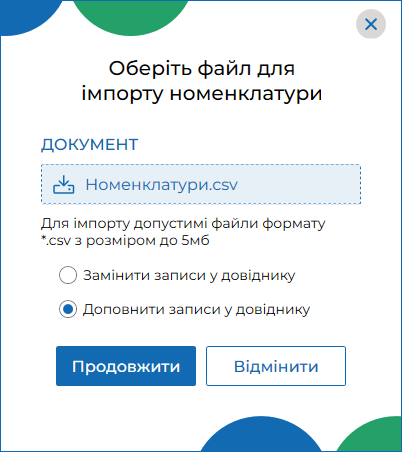 Оберіть файл для
імпорту номенклатури
ДОКУМЕНТ
Номенклатури.csv
Для імпорту допустимі файли формату
*.csv з розміром до 5мб
Замінити записи у довіднику
Доповнити записи у довіднику
Продовжити
Відмінити